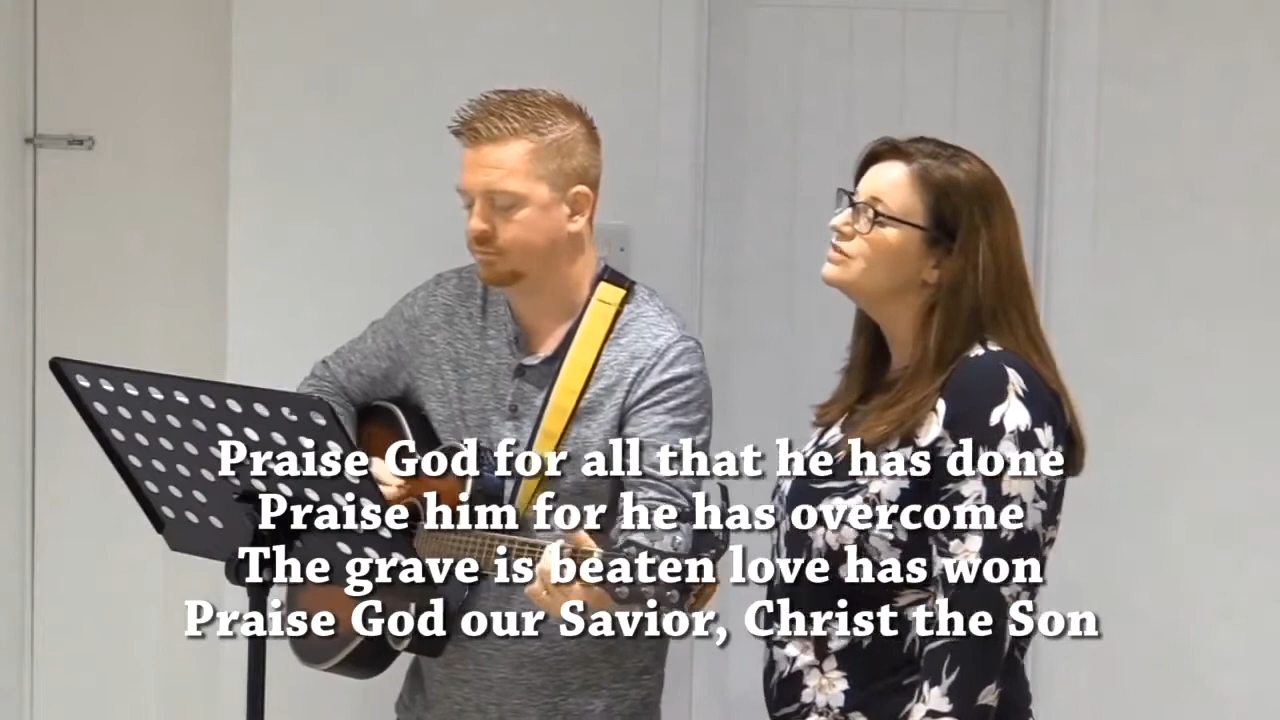 Praise God for all that he has done
Praise him for he has overcome
The grave is beaten love has won
Praise God our Savior, Christ the Son